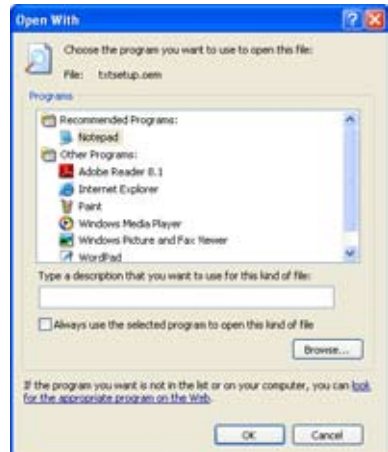 Open With
Choose the program you want to use to open this file:
File: txtsetup.oem
Programs
Recommended Programs:
Notepad
Other Programs:
Adobe Reader 8.1
Internet Explorer
Paint
Windows Media Player
Windows Picture and Fax Viewer
WordPad
Type a description that you want to use for this kind of file:
Always use the selected program to open this kind of file
Browse...
If the program you want is not in the list or on your computer, you can look
for the appropriate program on the Web.
OK
Cancel